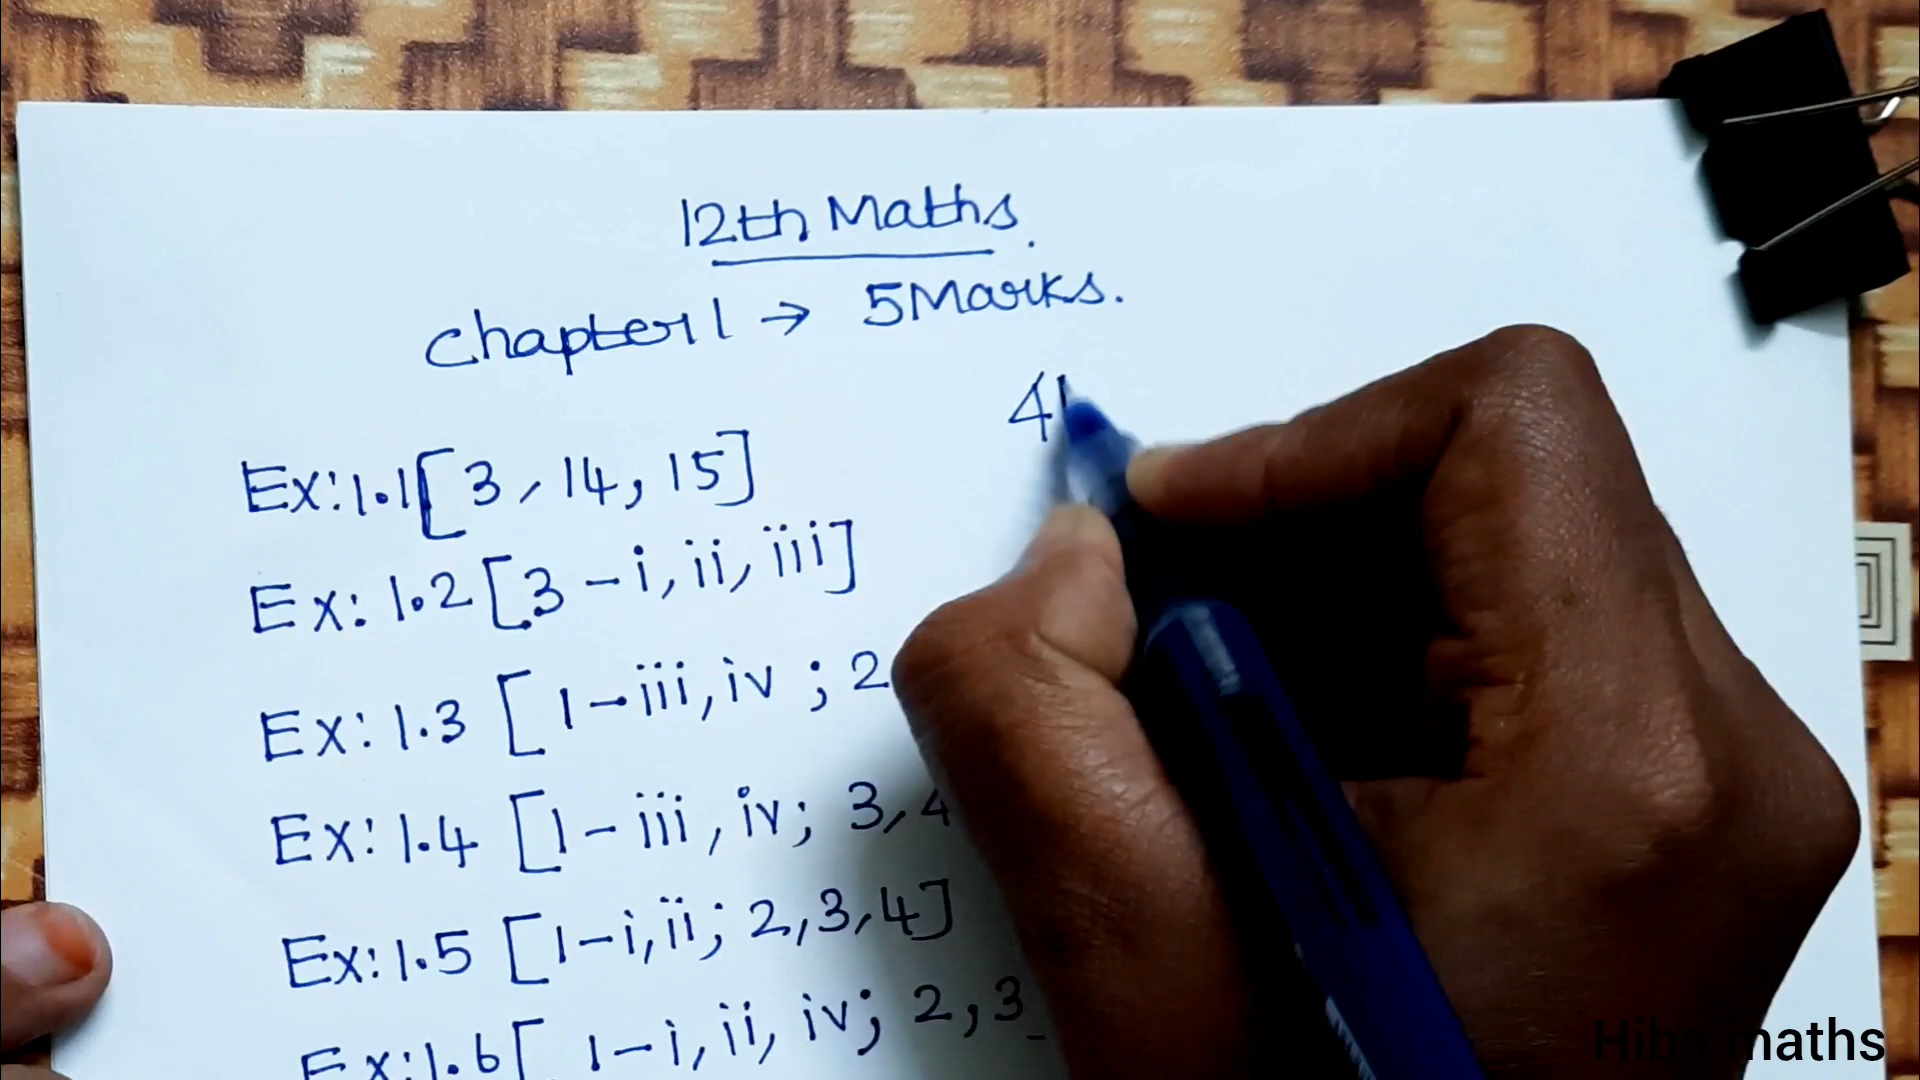 12th Maths.
Chapter 1 → 5 Marks.
4
Ex: 1.1 [3, 14, 15]
Ex: 1.2 [3 - i, ii, iii]
Ex: 1.3 [1 - iii, iv ; 2
Ex: 1.4 [1 - iii, iv; 3, 4
Ex: 1.5 [1 - i, ii; 2, 3, 4]
Ex: 1.6 [1 - i, ii, iv; 2, 3
Hiba maths